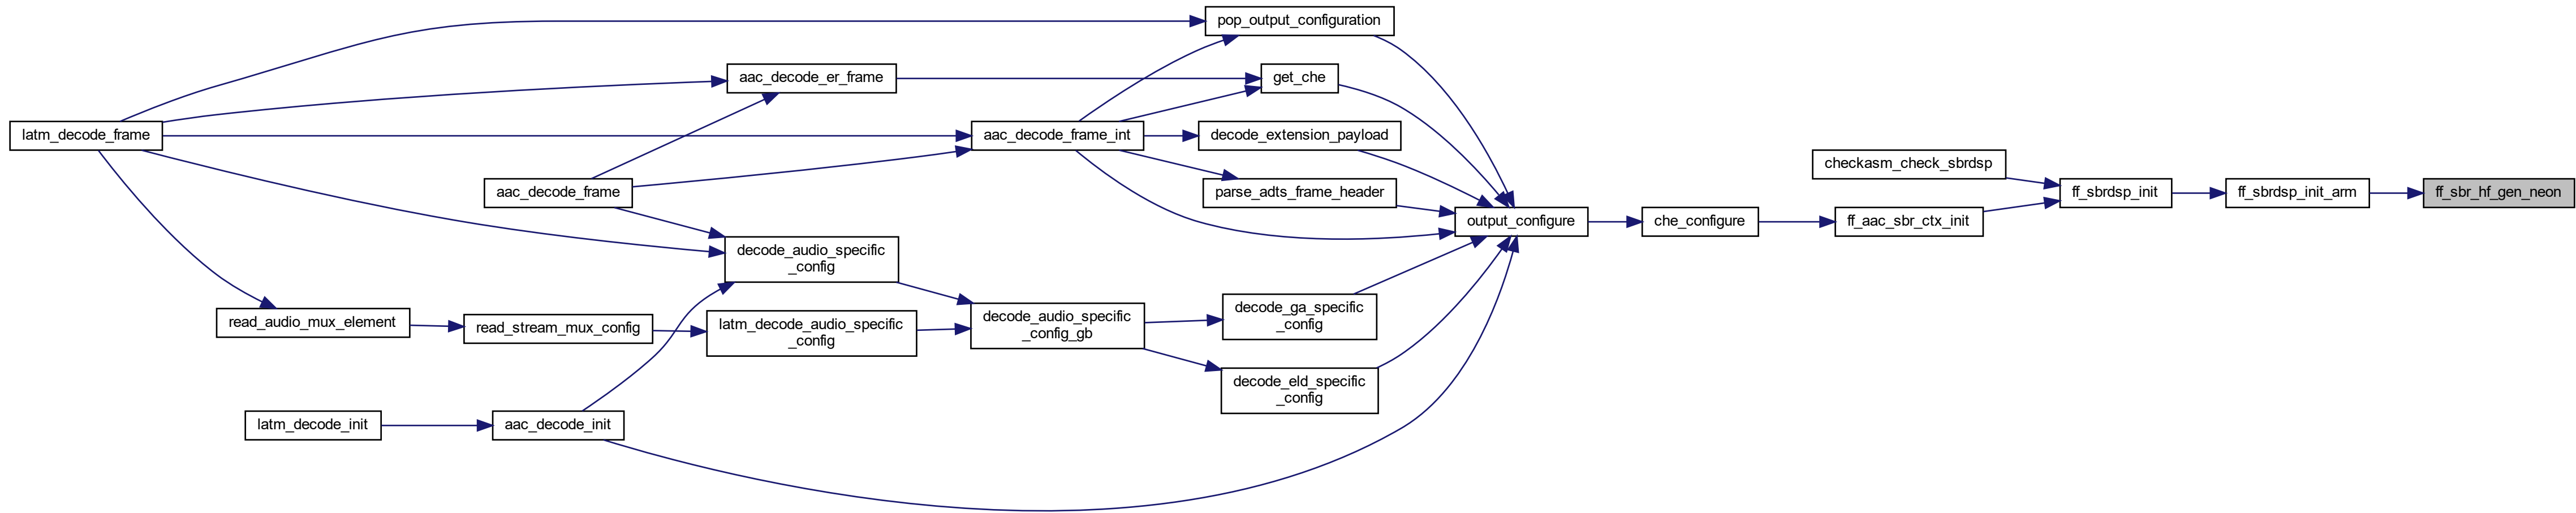 pop_output_configuration
aac_decode_er_frame
get_che
latm_decode_frame
aac_decode_frame_int
decode_extension_payload
checkasm_check_sbrdsp
aac_decode_frame
parse_adts_frame_header
ff_sbrdsp_init
ff_sbrdsp_init_arm
ff_sbr_hf_gen_neon
output_configure
che_configure
ff_aac_sbr_ctx_init
decode_audio_specific
_config
read_audio_mux_element
read_stream_mux_config
latm_decode_audio_specific
_config
decode_audio_specific
_config_gb
decode_ga_specific
_config
decode_eld_specific
_config
latm_decode_init
aac_decode_init